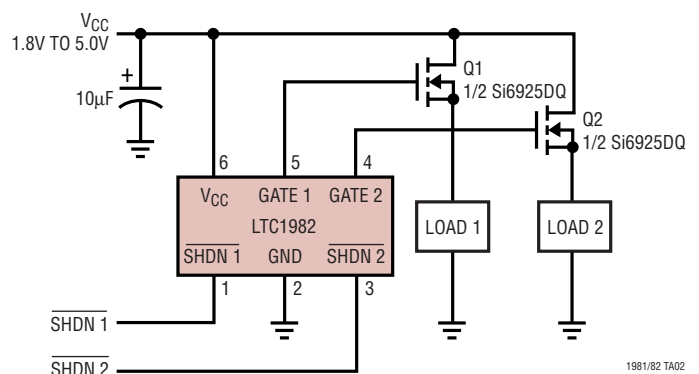 VCC
1.8V TO 5.0V
+
10µF
Q1
1/2 Si6925DQ
Q2
1/2 Si6925DQ
6
5
4
VCC
GATE 1
GATE 2
LTC1982
SHDN 1
GND
SHDN 2
1
2
3
LOAD 1
LOAD 2
SHDN 1
SHDN 2
1981/82 TA02